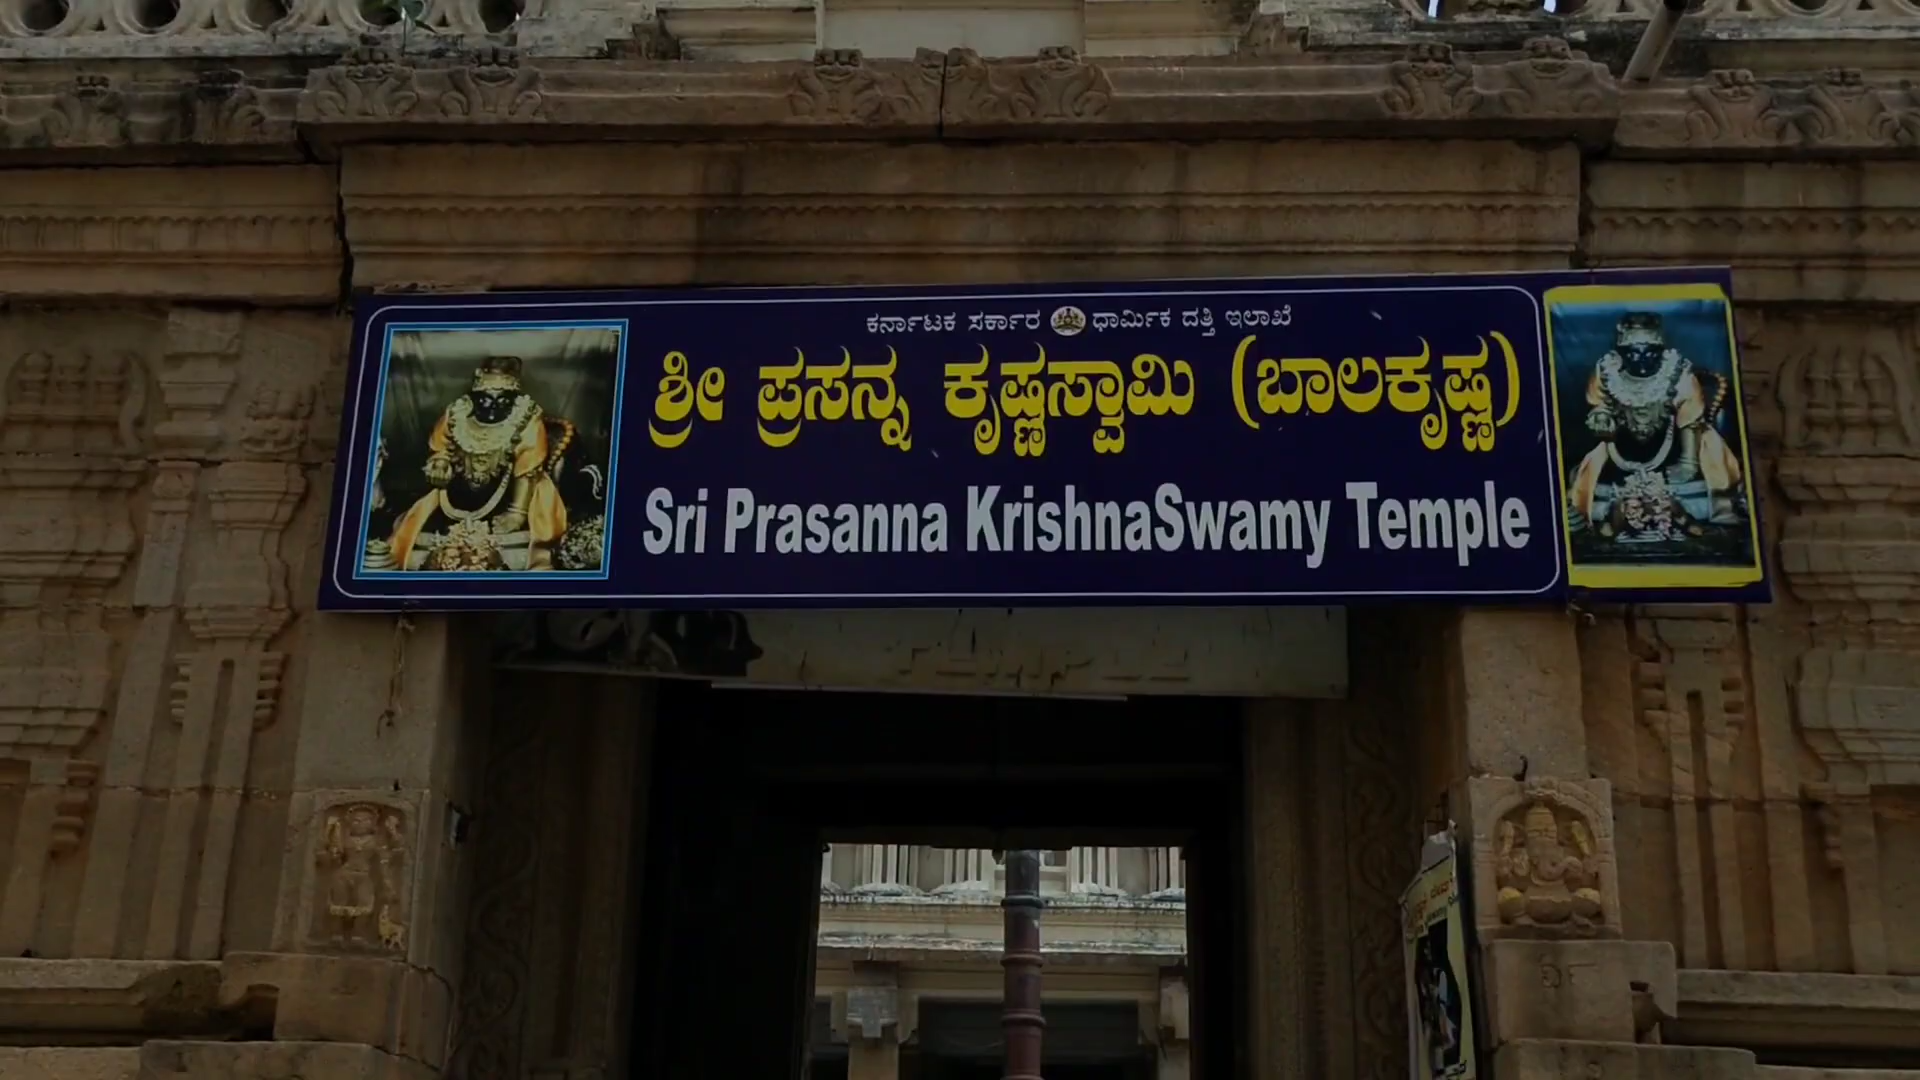 ಕರ್ನಾಟಕ ಸರ್ಕಾರ ಧಾರ್ಮಿಕ ದತ್ತಿ ಇಲಾಖೆ
ಶ್ರೀ ಪ್ರಸನ್ನ ಕೃಷ್ಣಸ್ವಾಮಿ (ಬಾಲಕೃಷ್ಣ)
Sri Prasanna KrishnaSwamy Temple